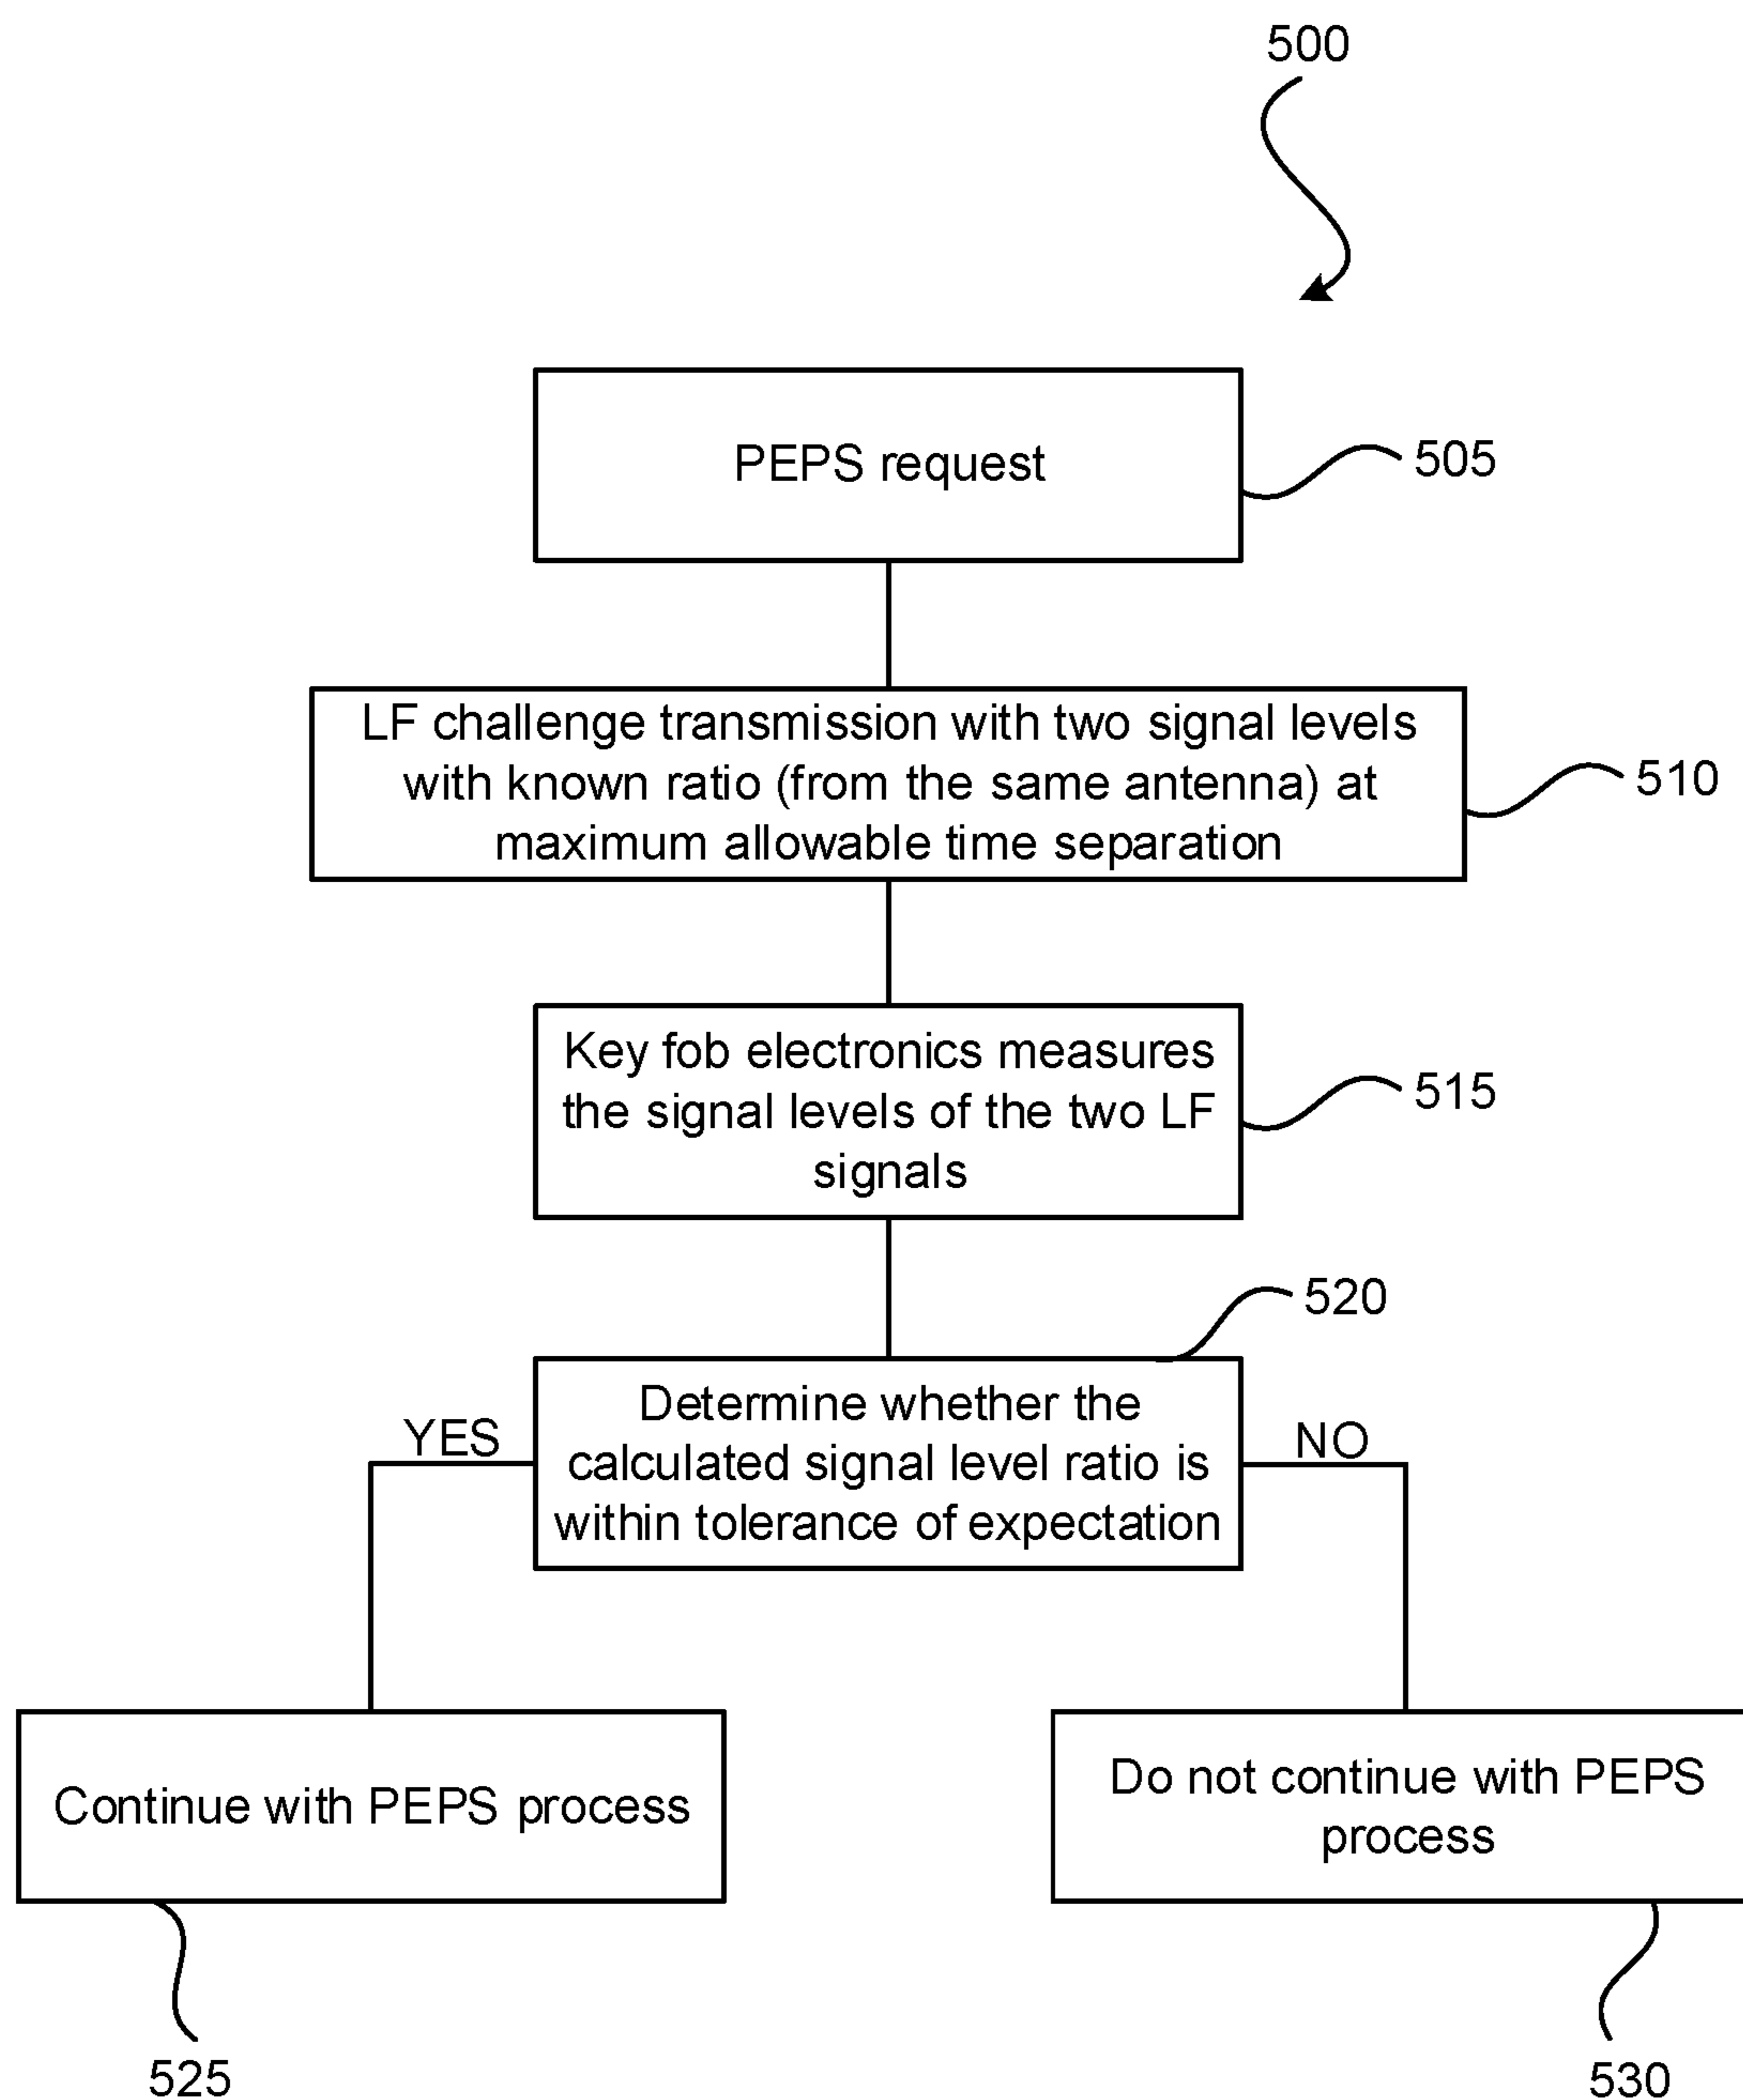 500
PEPS request
505
LF challenge transmission with two signal levels
with known ratio (from the same antenna) at
maximum allowable time separation
510
Key fob electronics measures
the signal levels of the two LF
signals
515
520
Determine whether the
calculated signal level ratio is
within tolerance of expectation
YES
NO
Continue with PEPS process
Do not continue with PEPS
process
525
530